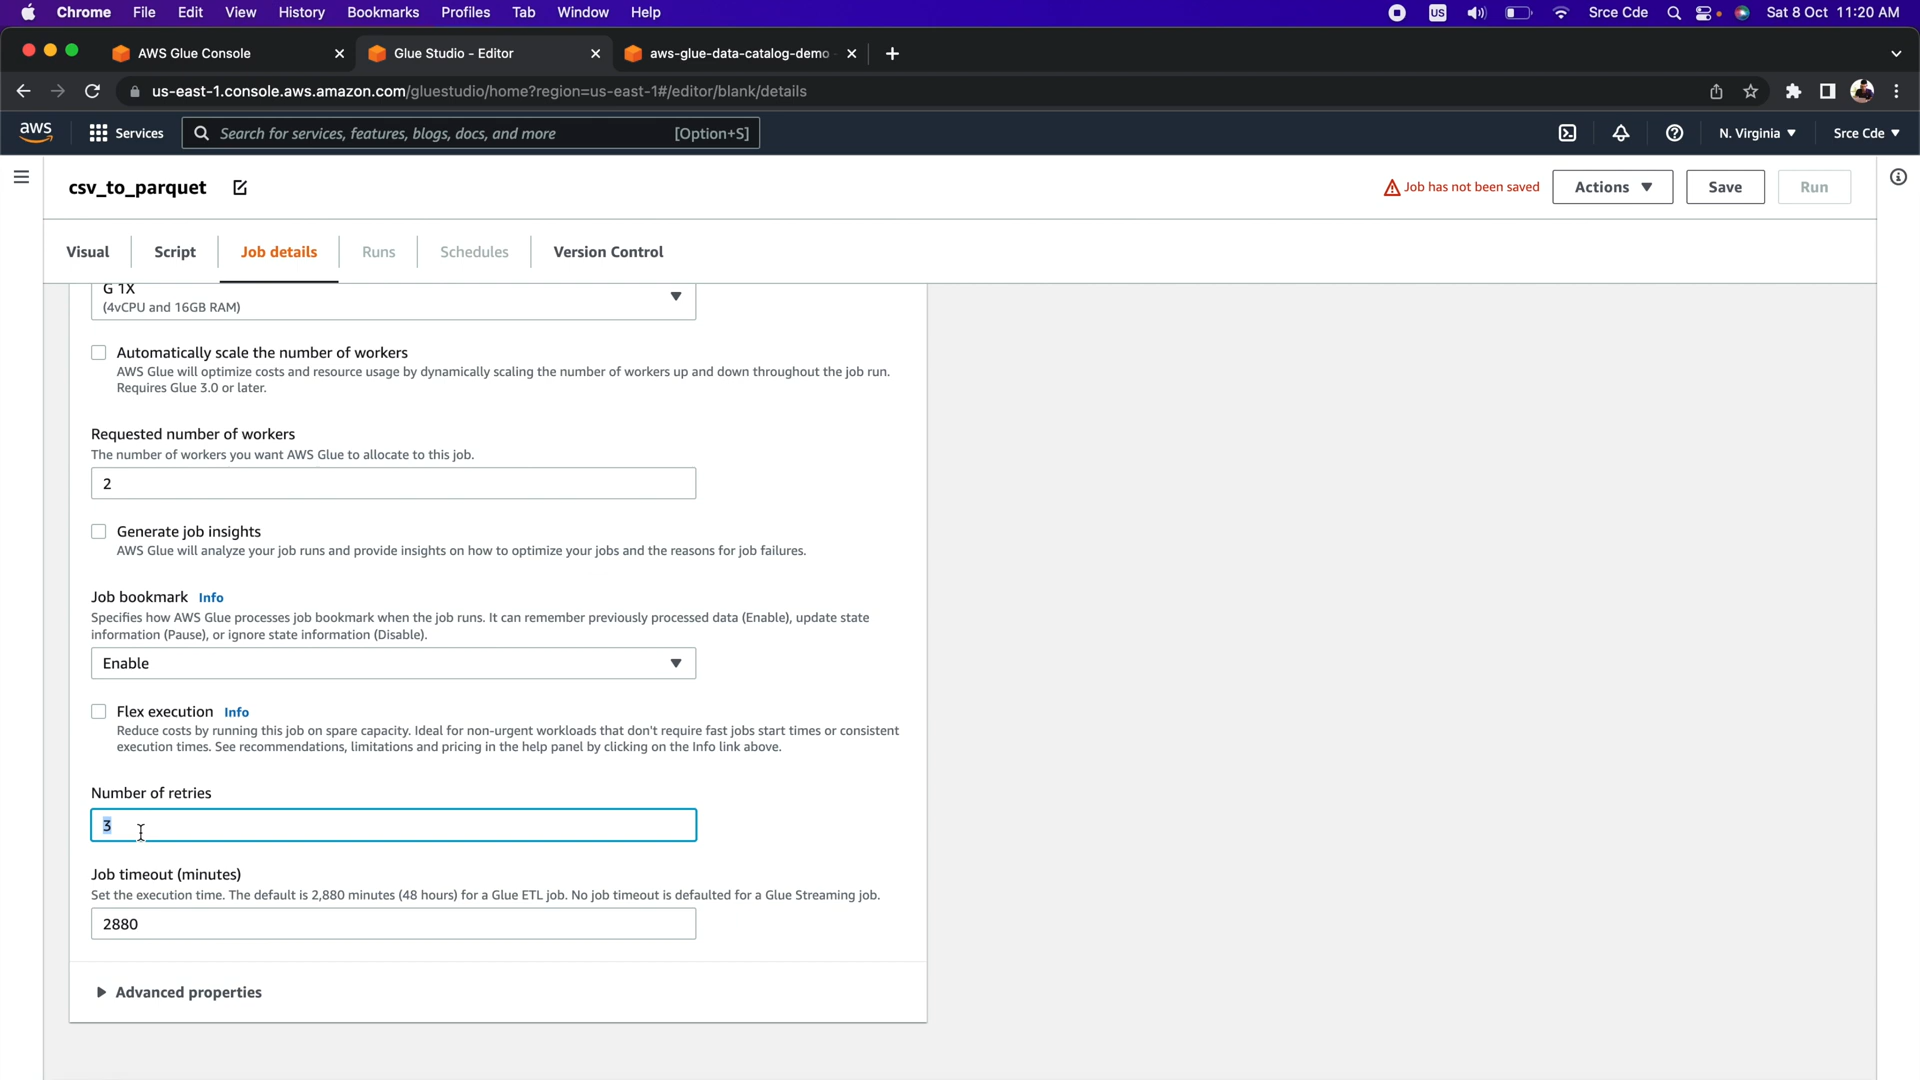 Chrome File Edit View History Bookmarks Profiles Tab Window Help US Srce Cde Sat 8 Oct 11:20 AM
AWS Glue Console Glue Studio - Editor aws-glue-data-catalog-demo
us-east-1.console.aws.amazon.com/gluestudio/home?region=us-east-1#/editor/blank/details
aws Services Search for services, features, blogs, docs, and more [Option+S] N. Virginia Srce Cde
csv_to_parquet Job has not been saved Actions Save Run
Visual Script Job details Runs Schedules Version Control
G 1X
(4vCPU and 16GB RAM)
Automatically scale the number of workers
AWS Glue will optimize costs and resource usage by dynamically scaling the number of workers up and down throughout the job run.
Requires Glue 3.0 or later.
Requested number of workers
The number of workers you want AWS Glue to allocate to this job.
2
Generate job insights
AWS Glue will analyze your job runs and provide insights on how to optimize your jobs and the reasons for job failures.
Job bookmark Info
Specifies how AWS Glue processes job bookmark when the job runs. It can remember previously processed data (Enable), update state
information (Pause), or ignore state information (Disable).
Enable
Flex execution Info
Reduce costs by running this job on spare capacity. Ideal for non-urgent workloads that don't require fast jobs start times or consistent
execution times. See recommendations, limitations and pricing in the help panel by clicking on the Info link above.
Number of retries
3
Job timeout (minutes)
Set the execution time. The default is 2,880 minutes (48 hours) for a Glue ETL job. No job timeout is defaulted for a Glue Streaming job.
2880
Advanced properties